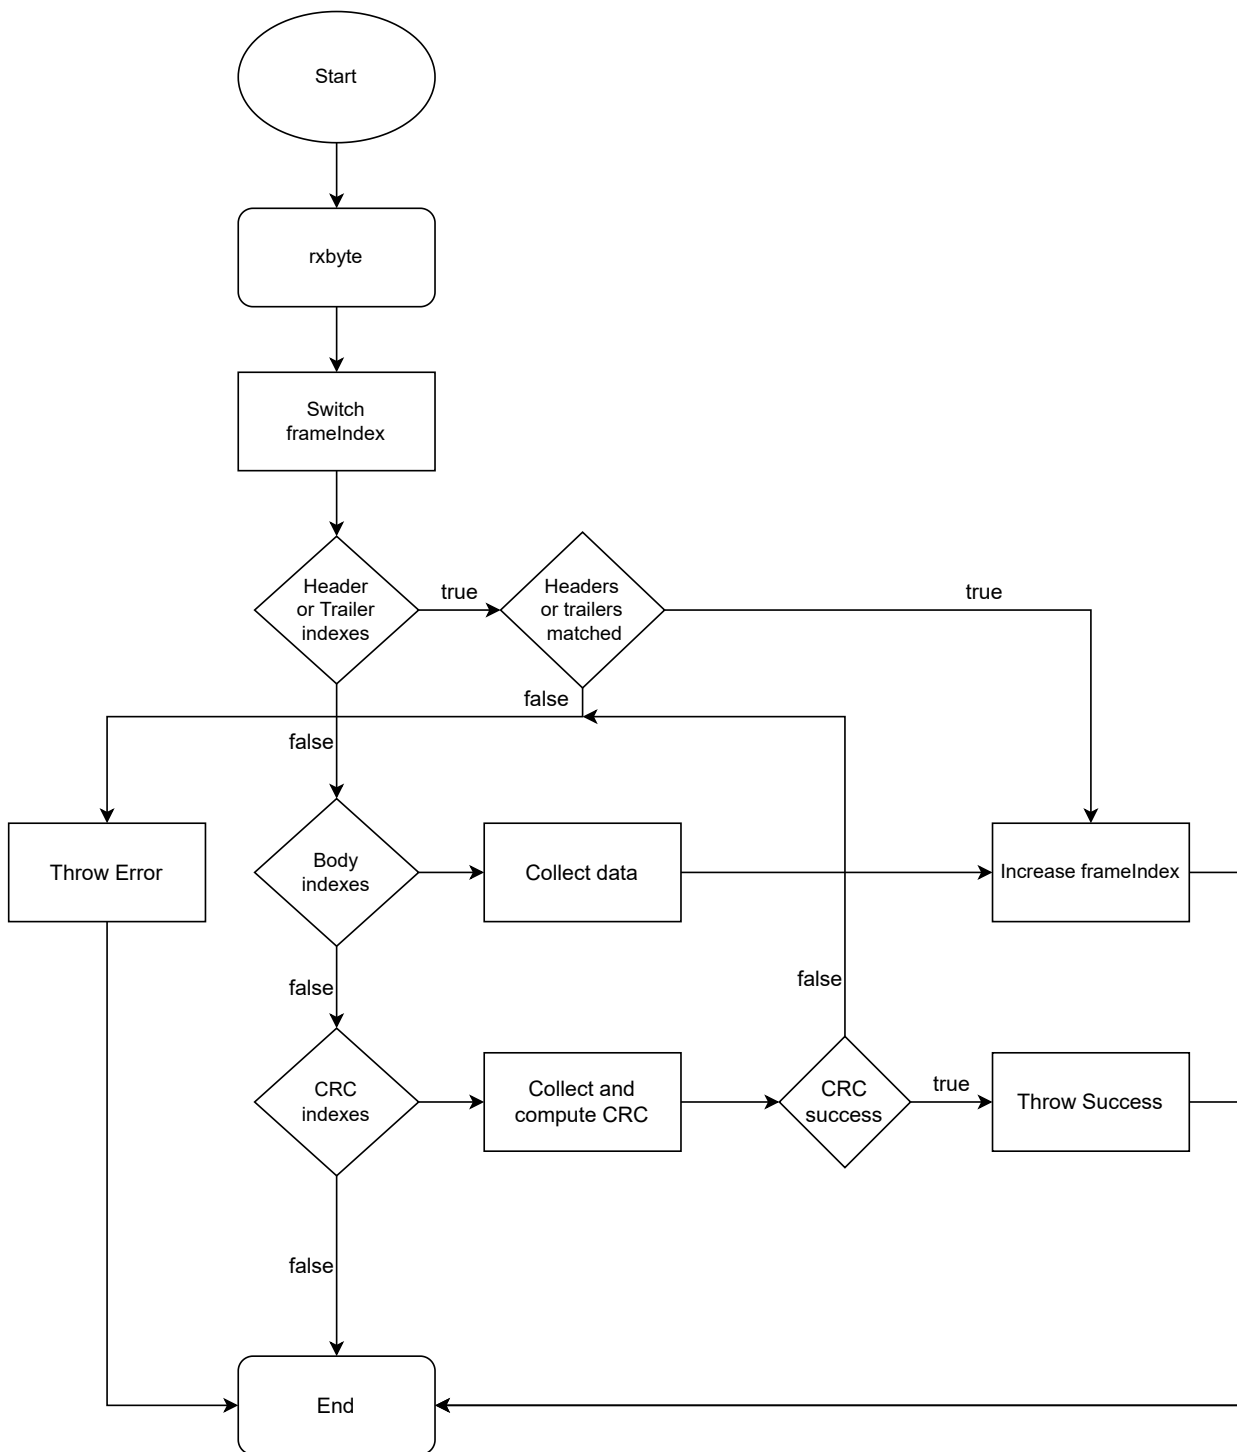 Start
rxbyte
Switch
frameIndex
Header
or Trailer
indexes
true
Headers
or trailers
matched
true
false
false
Throw Error
Body
indexes
Collect data
Increase frameIndex
false
false
CRC
indexes
Collect and
compute CRC
CRC
success
true
Throw Success
false
End